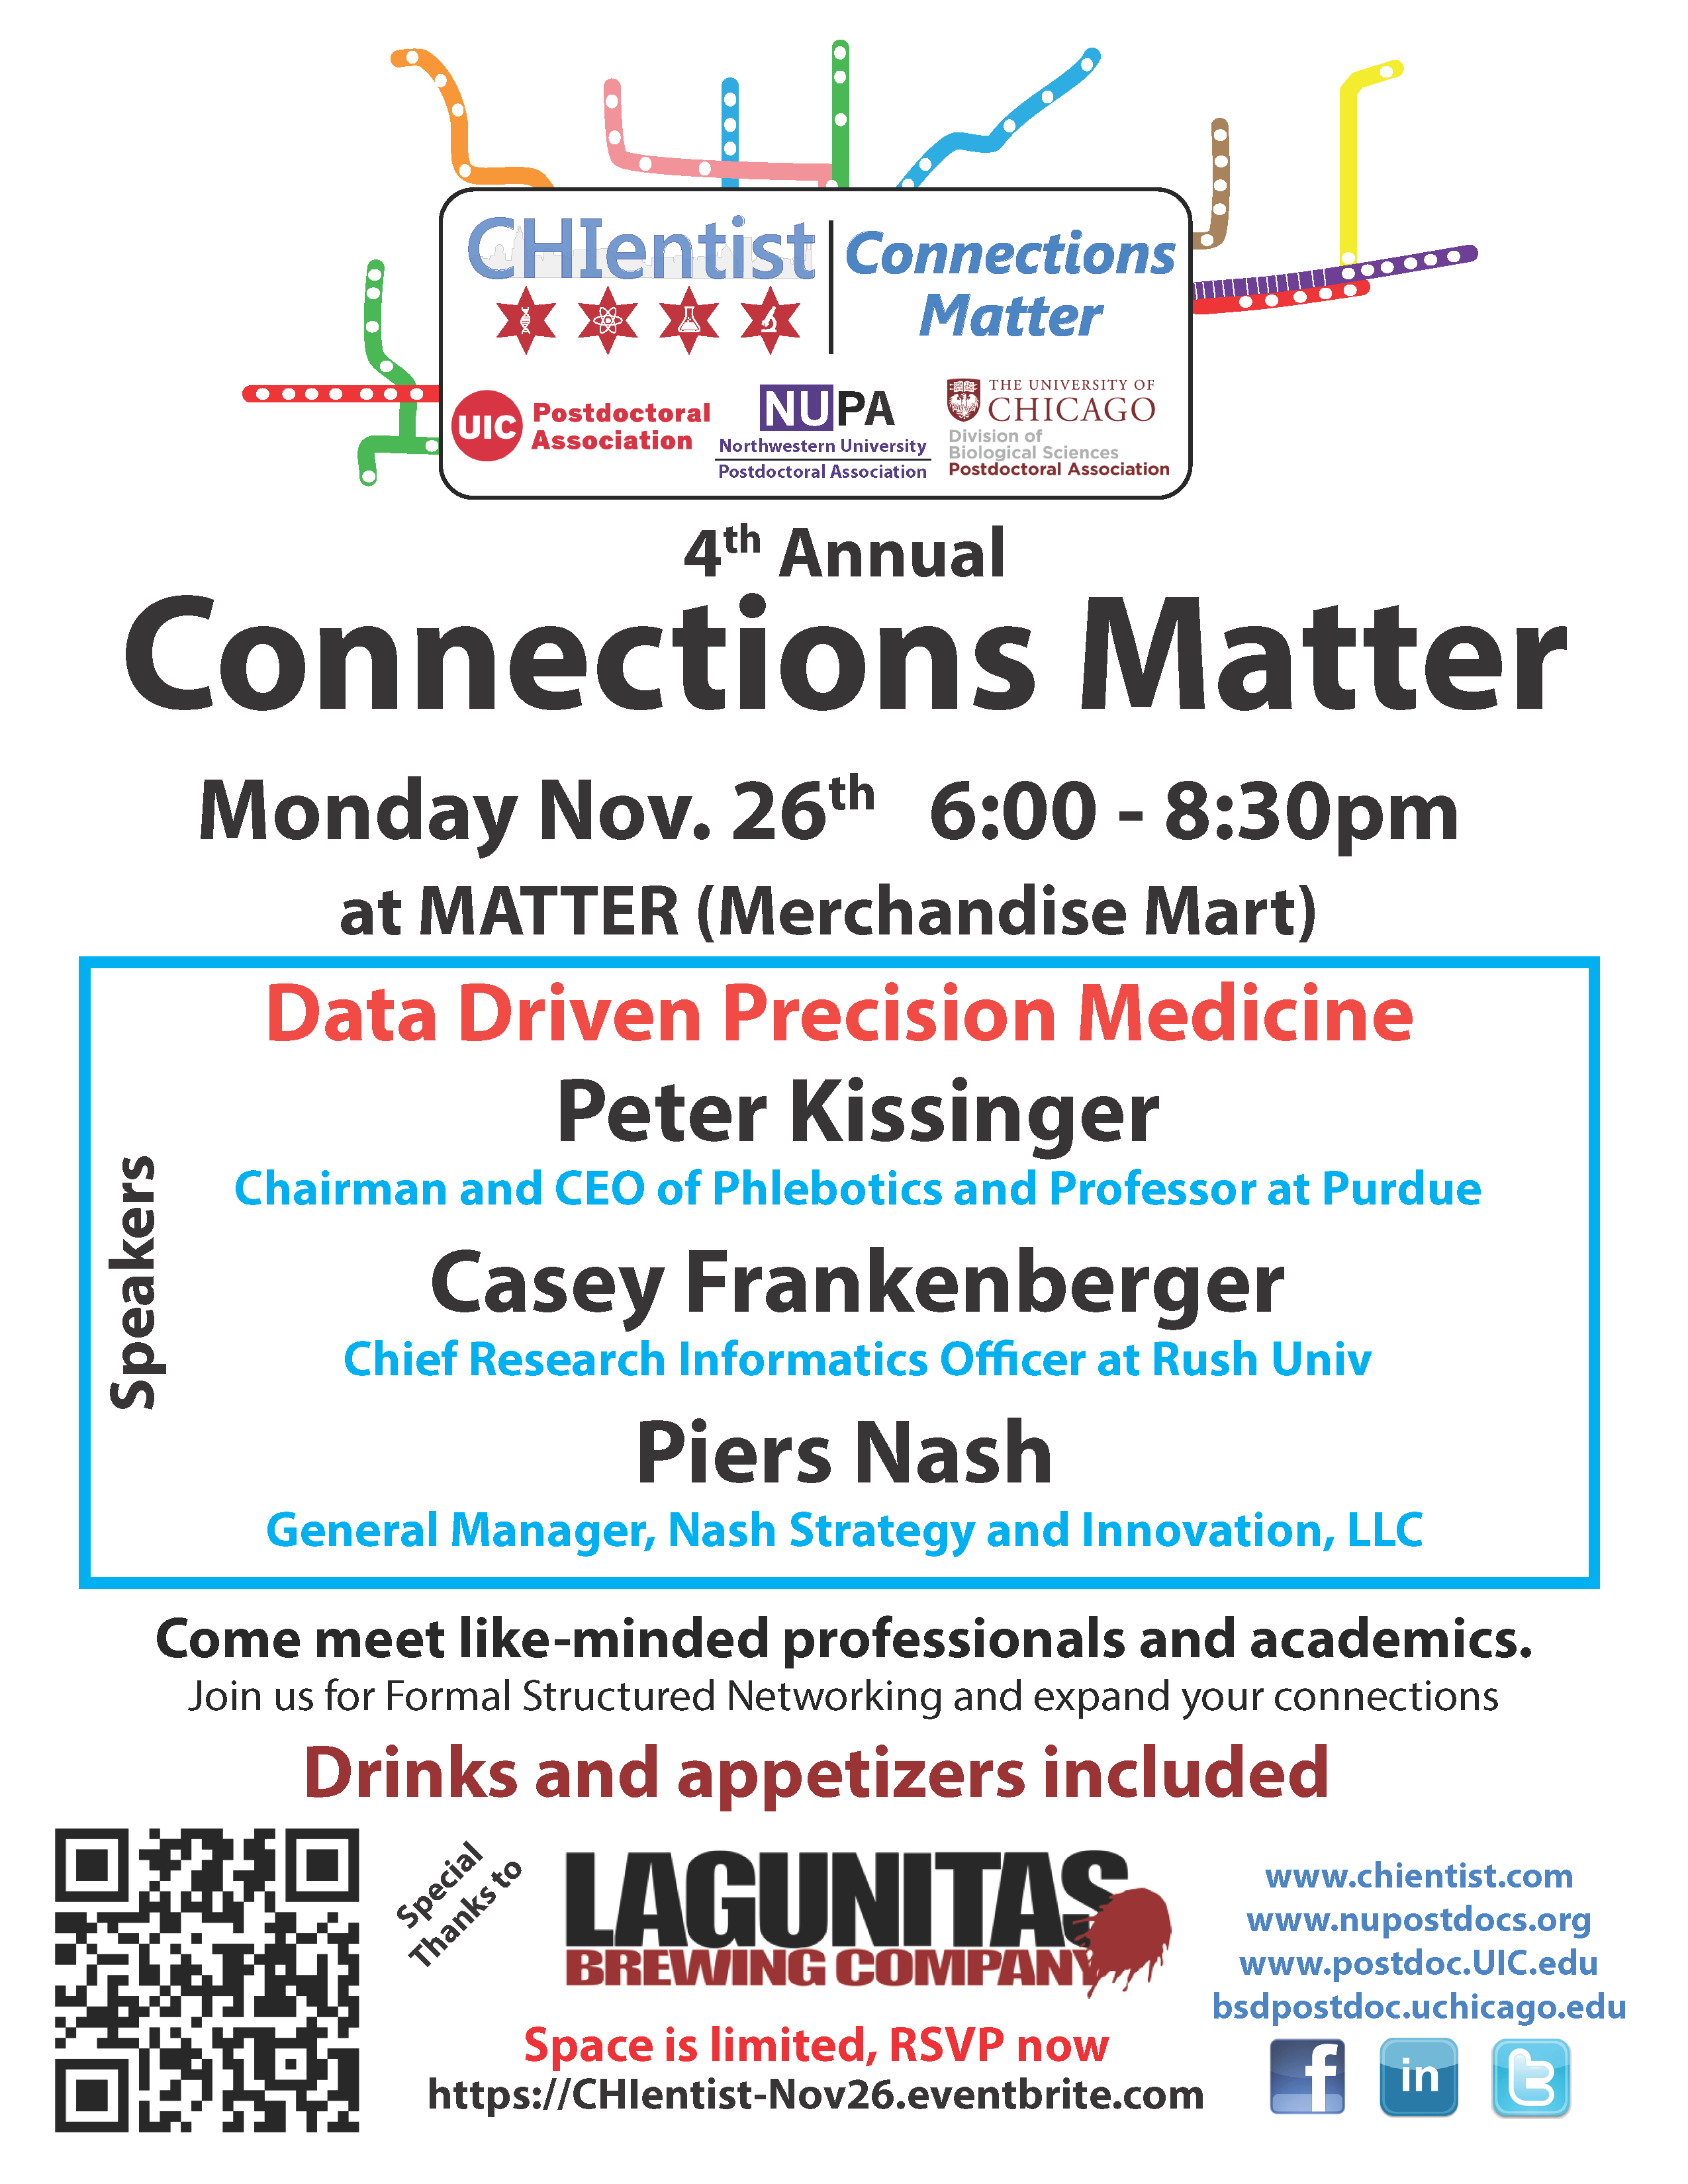 CHIentist
Connections
Matter
UIC
Postdoctoral
Association
NUPA
Northwestern University
Postdoctoral Association
THE UNIVERSITY OF
CHICAGO
Division of
Biological Sciences
Postdoctoral Association
4th Annual
Connections Matter
Monday Nov. 26th 6:00 - 8:30pm
at MATTER (Merchandise Mart)
Speakers
Data Driven Precision Medicine
Peter Kissinger
Chairman and CEO of Phlebotics and Professor at Purdue
Casey Frankenberger
Chief Research Informatics Officer at Rush Univ
Piers Nash
General Manager, Nash Strategy and Innovation, LLC
Come meet like-minded professionals and academics.
Join us for Formal Structured Networking and expand your connections
Drinks and appetizers included
Special
Thanks to
LAGUNITAS
BREWING COMPANY
Space is limited, RSVP now
https://CHIentist-Nov26.eventbrite.com
www.chientist.com
www.nupostdocs.org
www.postdoc.UIC.edu
bsdpostdoc.uchicago.edu
f
in
t